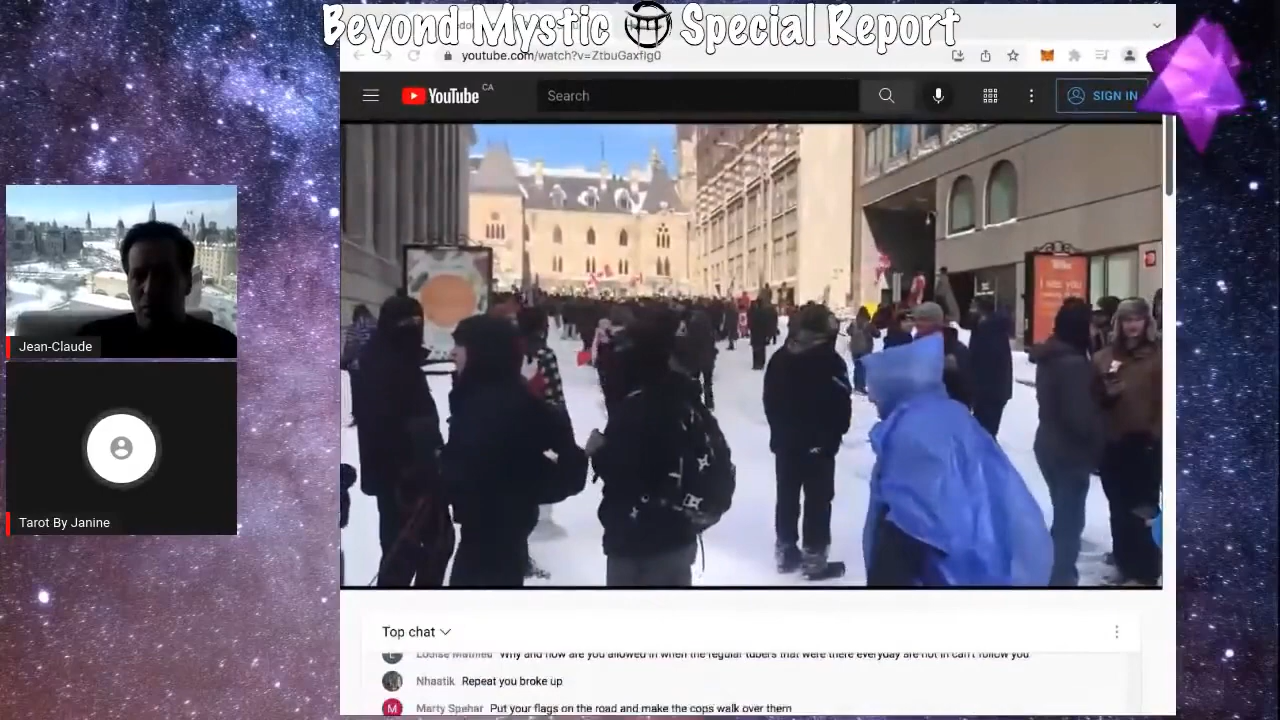 Beyond Mystic Special Report
youtube.com/watch?v=ZtbuGaxfIg0
YouTube CA
Search
SIGN IN
Jean-Claude
Tarot By Janine
Top chat
Louise Mathieu Why and how are you allowed in when the regular tubers that were there everyday are not in can't follow you
Nhaatik Repeat you broke up
M Marty Spehar Put your flags on the road and make the cops walk over them